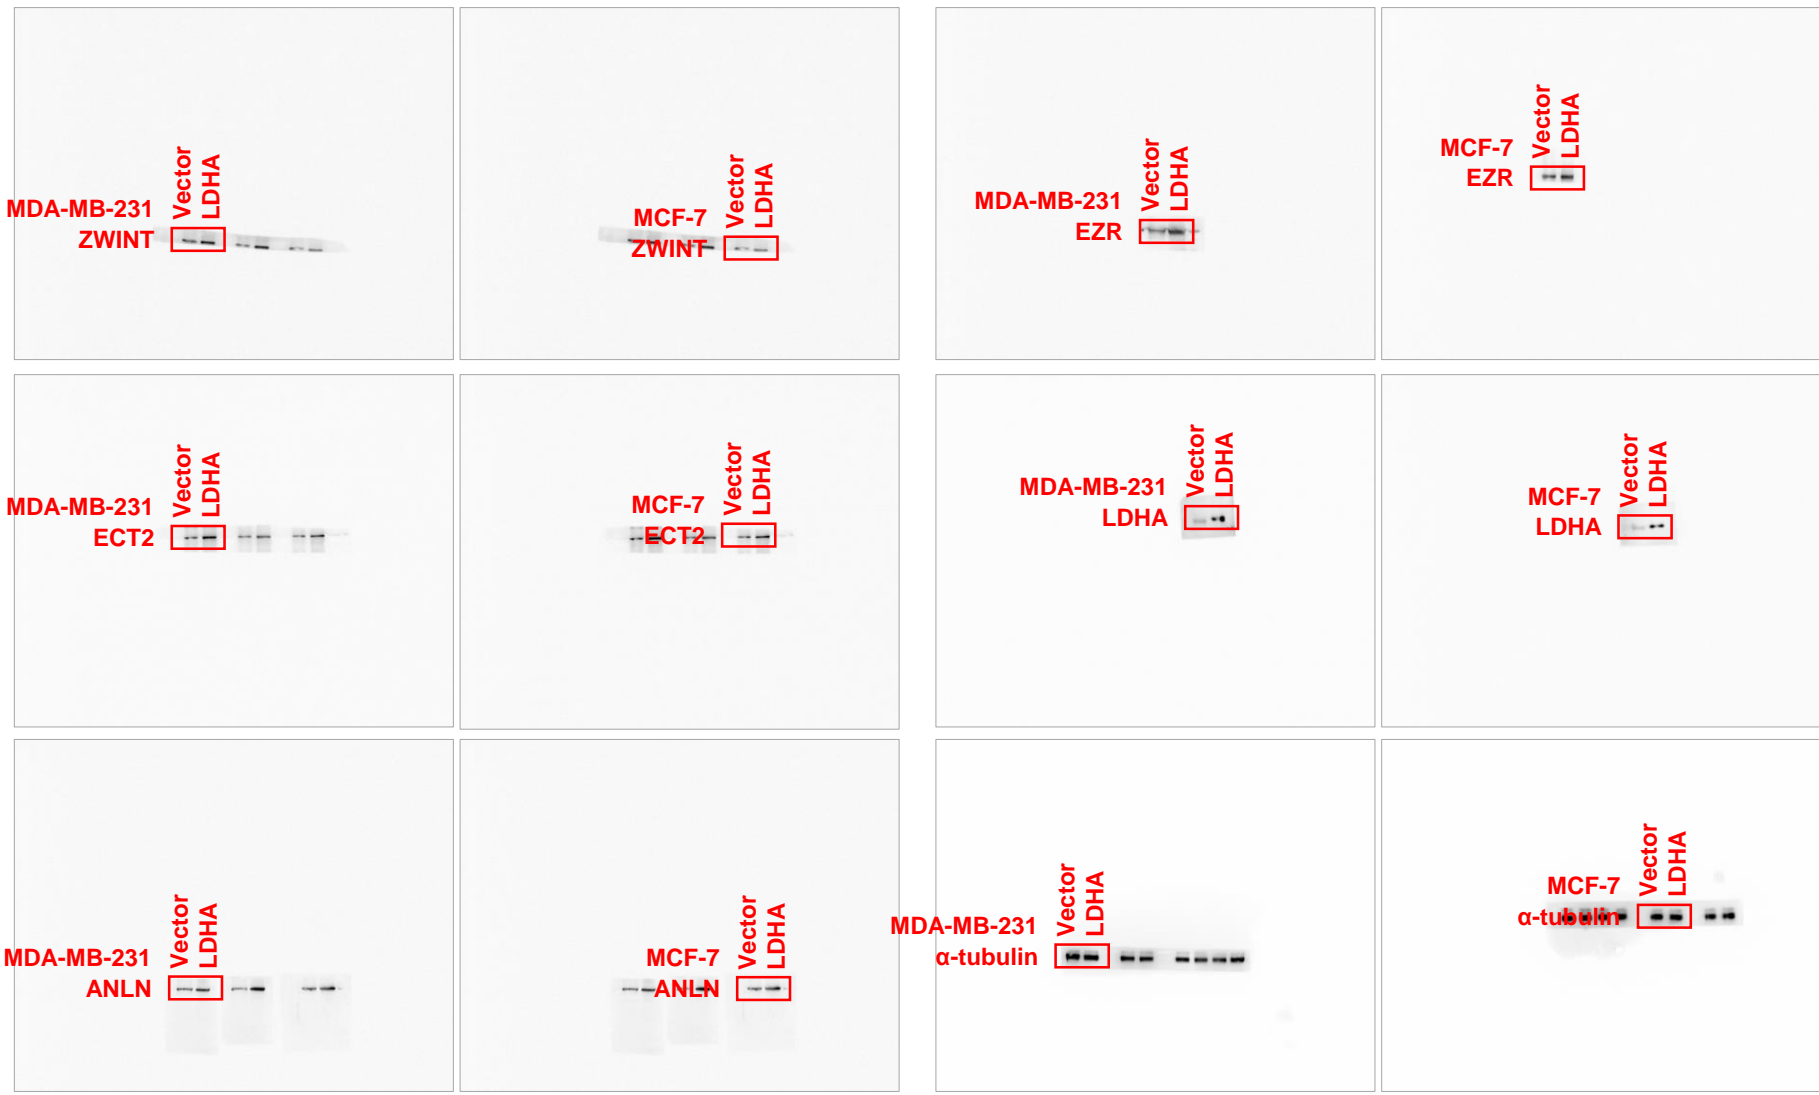 Vector
LDHA
MDA-MB-231
ZWINT
Vector
LDHA
MCF-7
ZWINT
Vector
LDHA
MDA-MB-231
EZR
Vector
LDHA
MCF-7
EZR
Vector
LDHA
MDA-MB-231
ECT2
Vector
LDHA
MCF-7
ECT2
Vector
LDHA
MDA-MB-231
LDHA
Vector
LDHA
MCF-7
LDHA
Vector
LDHA
MDA-MB-231
ANLN
Vector
LDHA
MCF-7
ANLN
Vector
LDHA
MDA-MB-231
α-tubulin
Vector
LDHA
MCF-7
α-tubulin